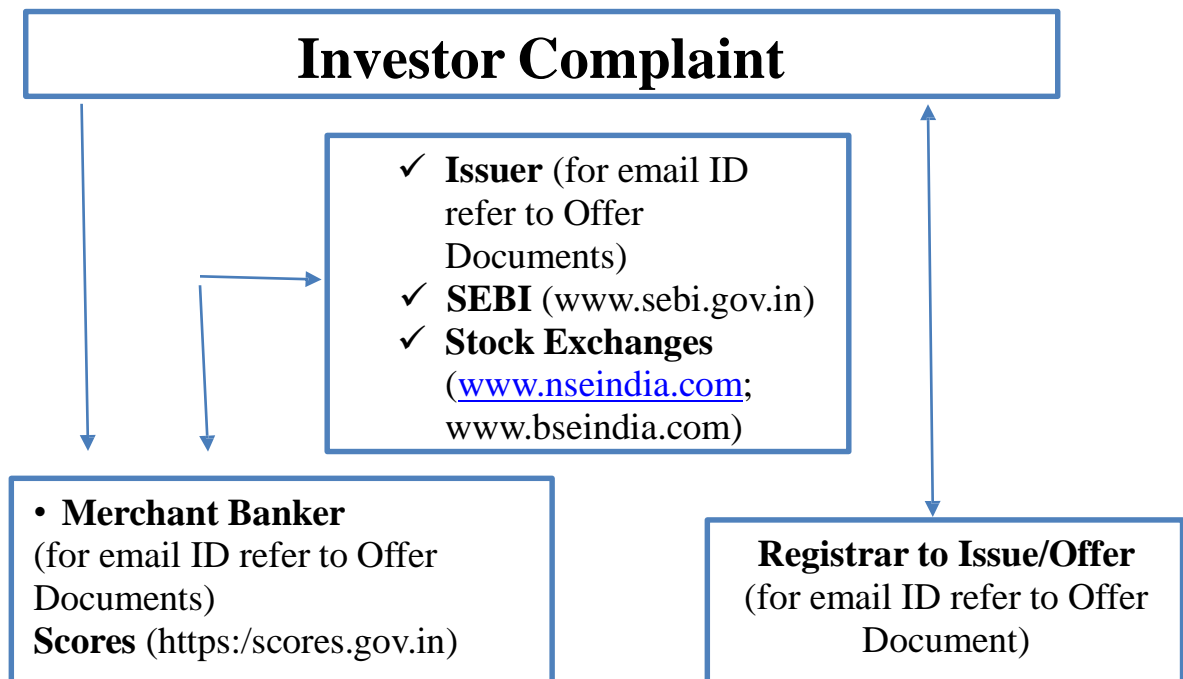 Investor Complaint
✓ Issuer (for email ID
refer to Offer
Documents)
✓ SEBI (www.sebi.gov.in)
✓ Stock Exchanges
(www.nseindia.com;
www.bseindia.com)
• Merchant Banker
(for email ID refer to Offer
Documents)
Scores (https:/scores.gov.in)
Registrar to Issue/Offer
(for email ID refer to Offer
Document)